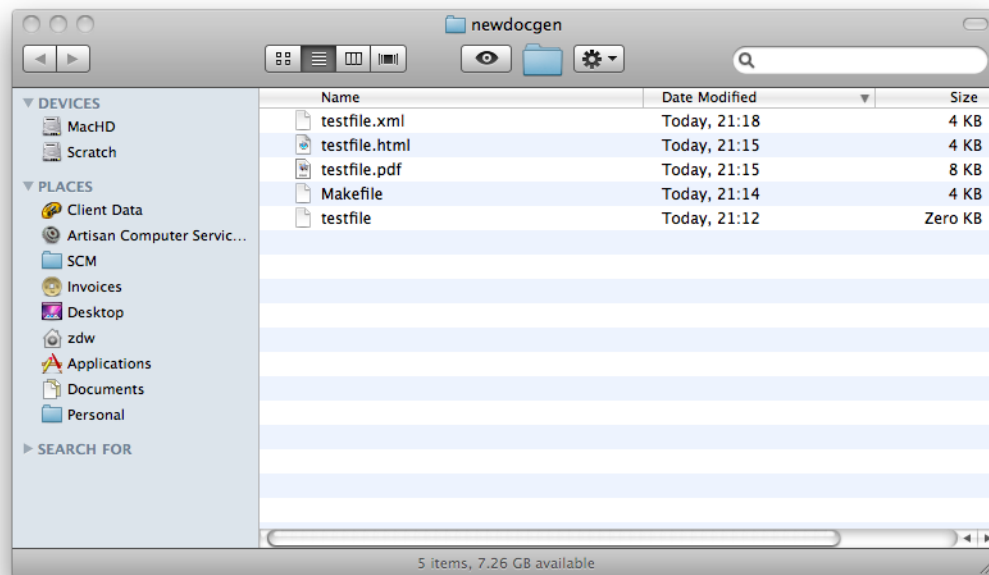 newdocgen
Name Date Modified Size
DEVICES
MacHD
Scratch
PLACES
Client Data
Artisan Computer Servic...
SCM
Invoices
Desktop
zdw
Applications
Documents
Personal
SEARCH FOR
testfile.xml Today, 21:18 4 KB
testfile.html Today, 21:15 4 KB
testfile.pdf Today, 21:15 8 KB
Makefile Today, 21:14 4 KB
testfile Today, 21:12 Zero KB
5 items, 7.26 GB available